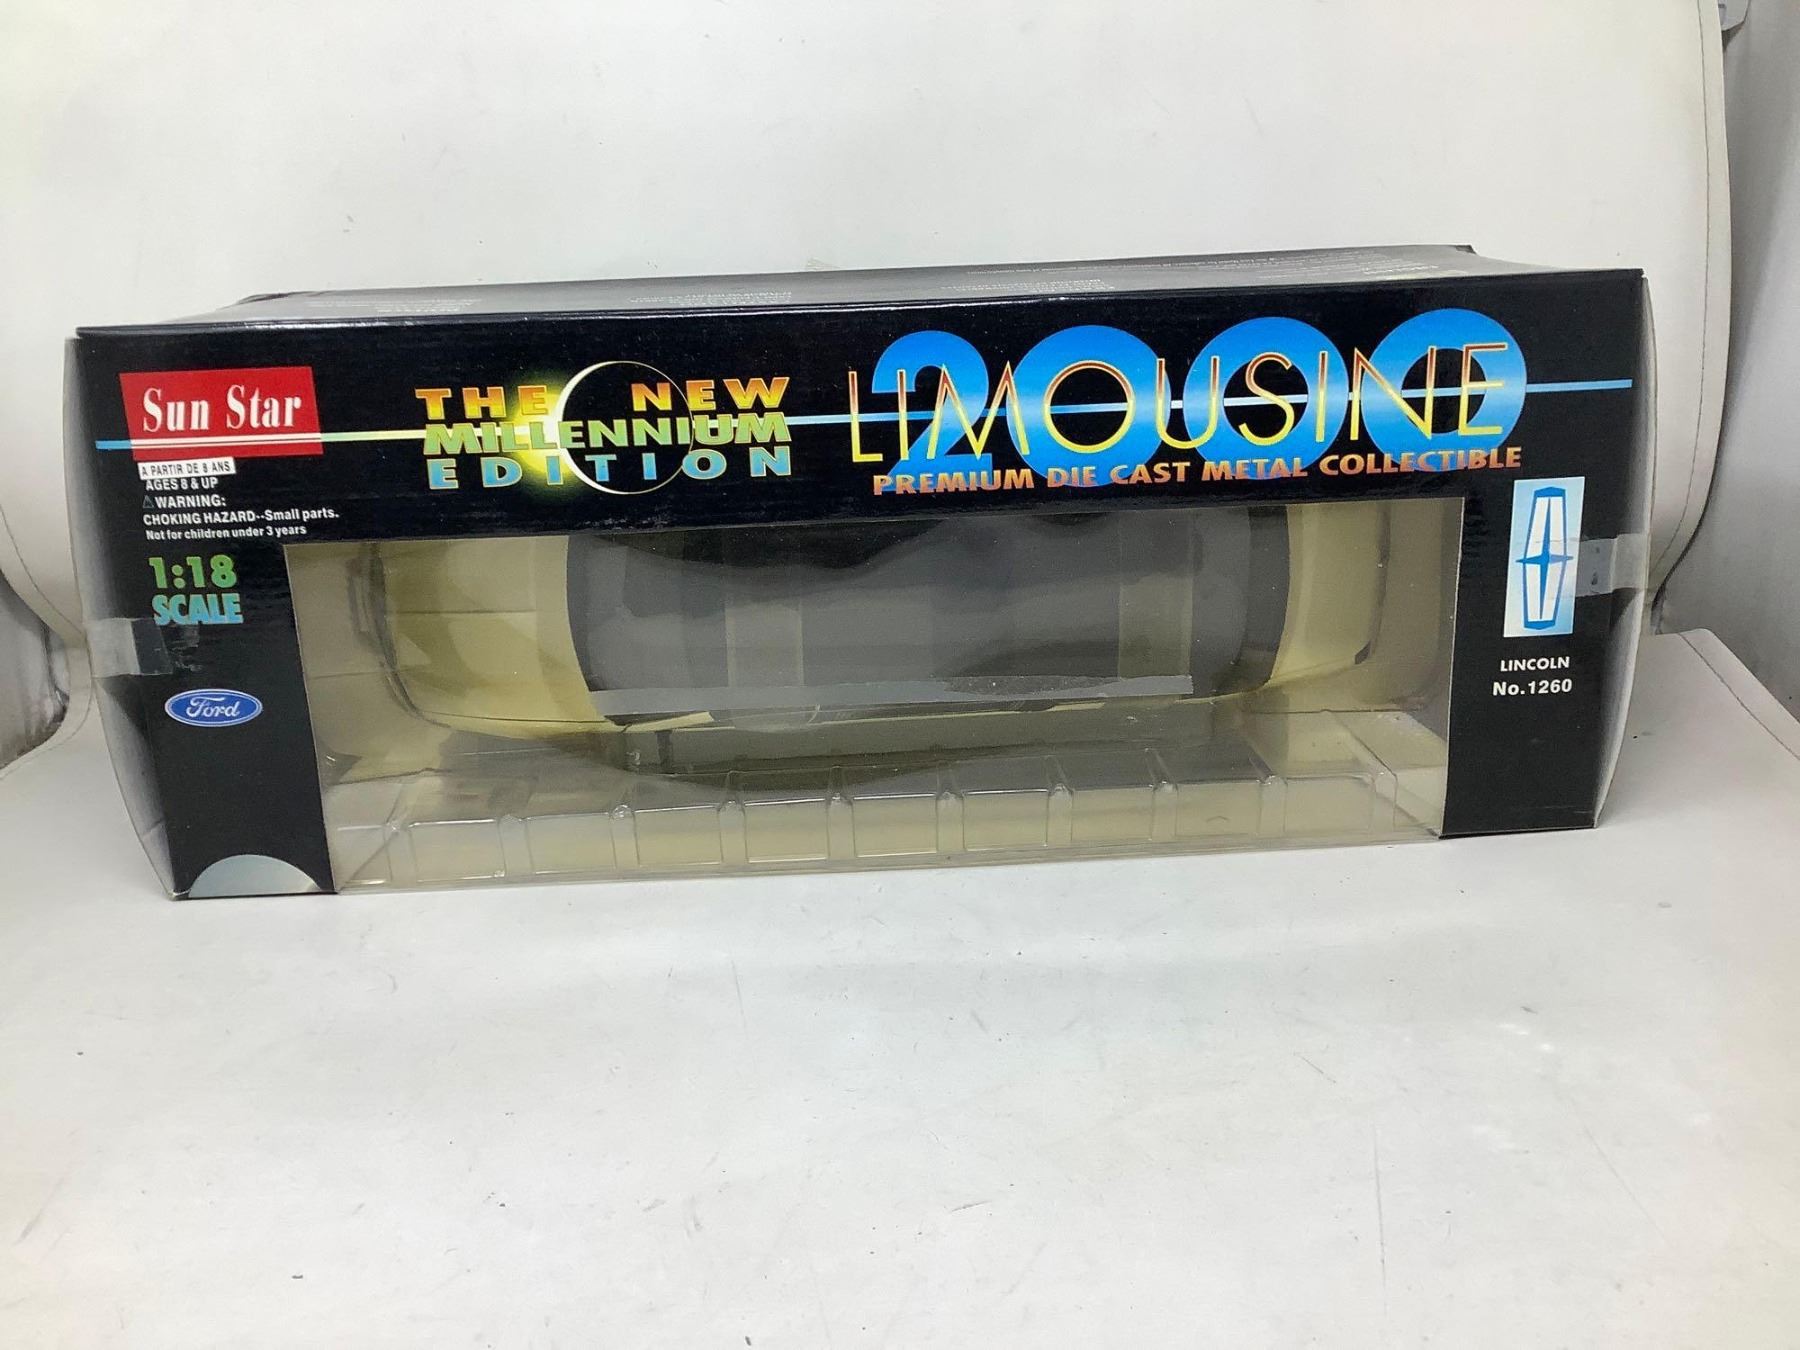 Sun Star
A PARTIR DE 8 ANS
AGES 8 & UP
⚠WARNING:
CHOKING HAZARD--Small parts.
Not for children under 3 years
1:18
SCALE
Ford
THE NEW
MILLENNIUM
EDITION
2000
LIMOUSINE
PREMIUM DIE CAST METAL COLLECTIBLE
LINCOLN
No.1260